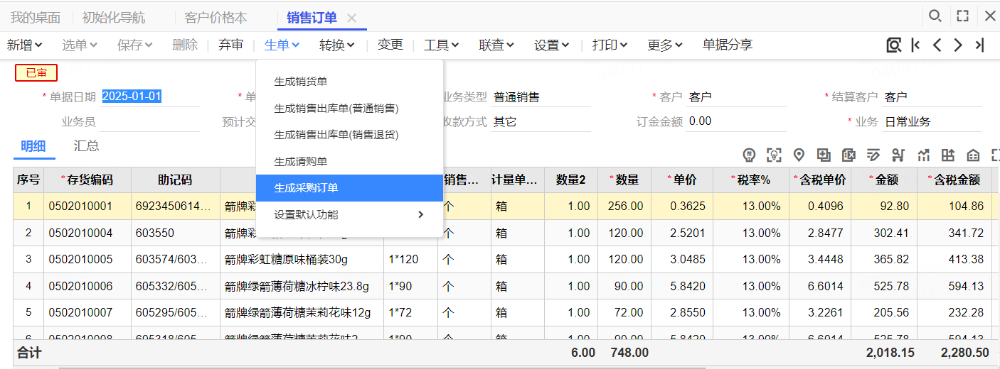 我的桌面 初始化导航 客户价格本 销售订单
新增 选单 保存 删除 弃审 生单 转换 变更 工具 联查 设置 打印 更多 单据分享
已审
* 单据日期 2025-01-01 * 单 业务类型 普通销售 * 客户 客户 * 结算客户 客户
业务员 预计交 收款方式 其它 订金金额 0.00 * 业务 日常业务
生成销货单
生成销售出库单(普通销售)
生成销售出库单(销售退货)
生成请购单
生成采购订单
设置默认功能
明细 汇总
序号 *存货编码 助记码 销售... 计量单... 数量2 *数量 *单价 *税率% *含税单价 *金额 *含税金额
1 0502010001 6923450614... 箭牌彩 个 箱 1.00 256.00 0.3625 13.00% 0.4096 92.80 104.86
2 0502010004 603550 箭牌彩 个 箱 1.00 120.00 2.5201 13.00% 2.8477 302.41 341.72
3 0502010005 603574/603... 箭牌彩虹糖原味桶装30g 1*120 个 箱 1.00 120.00 3.0485 13.00% 3.4448 365.82 413.38
4 0502010006 605332/605... 箭牌绿箭薄荷糖冰柠味23.8g 1*90 个 箱 1.00 90.00 5.8420 13.00% 6.6014 525.78 594.13
5 0502010007 605295/605... 箭牌绿箭薄荷糖茉莉花味12g 1*72 个 箱 1.00 72.00 2.8550 13.00% 3.2261 205.56 232.28
6 0502010008 605318/605... 箭牌绿箭薄荷糖茉莉花味2... 1*90 个 箱 1.00 90.00 5.8420 13.00% 6.6014 525.78 594.13
合计 6.00 748.00 2,018.15 2,280.50